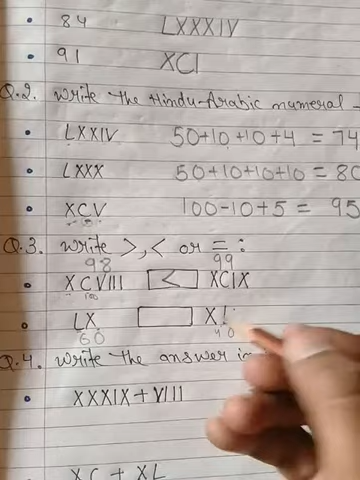 • 84 LXXXIV
• 91 XCI
Q.2. Write the Hindu-Arabic numeral
• LXXIV 50+10+10+4 = 74
• LXXX 50+10+10+10 = 80
• XCV 100-10+5 = 95
Q.3. Write >, < or = :
98 99
• XCVIII < XCIX
100
• LX
60 40
Q.4. Write the answer in
• XXXIX + VIII
XC + XL